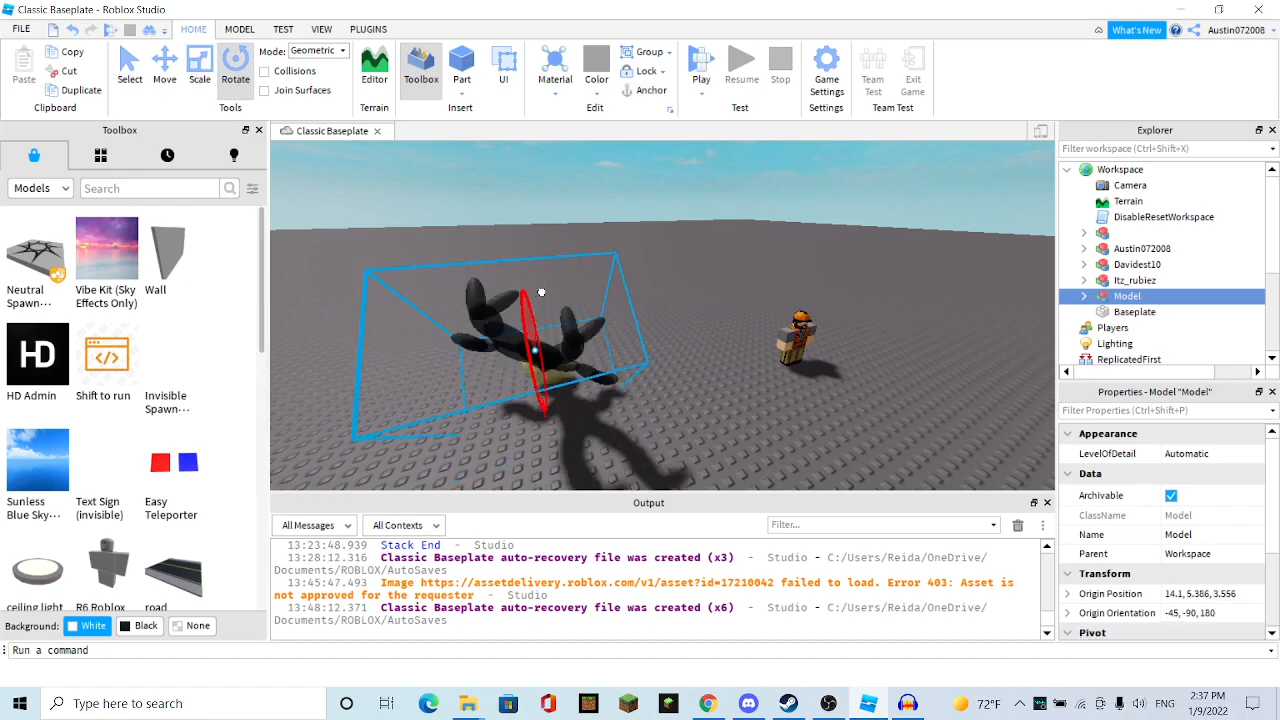 Classic Baseplate - Roblox Studio
FILE
HOME MODEL TEST VIEW PLUGINS
What's New
Austin072008
Paste
Copy
Cut
Duplicate
Clipboard
Select Move Scale Rotate
Mode: Geometric
Collisions
Join Surfaces
Tools
Editor
Terrain
Toolbox Part UI
Insert
Material Color
Group
Lock
Anchor
Edit
Play Resume Stop
Test
Game
Settings
Settings
Team
Test
Exit
Game
Team Test
Toolbox
Models
Search
Neutral
Spawn···
Vibe Kit (Sky
Effects Only)
Wall
HD
HD Admin
Shift to run
Invisible
Spawn···
Sunless
Blue Sky···
Text Sign
(invisible)
Easy
Teleporter
ceiling light
R6 Roblox
road
Background: White Black None
Classic Baseplate
Output
All Messages
All Contexts
Filter...
13:23:48.939 Stack End - Studio
13:28:12.316 Classic Baseplate auto-recovery file was created (x3) - Studio - C:/Users/Reida/OneDrive/
Documents/ROBLOX/AutoSaves
13:45:47.493 Image https://assetdelivery.roblox.com/v1/asset?id=17210042 failed to load. Error 403: Asset is
not approved for the requester - Studio
13:48:12.371 Classic Baseplate auto-recovery file was created (x6) - Studio - C:/Users/Reida/OneDrive/
Documents/ROBLOX/AutoSaves
Explorer
Filter workspace (Ctrl+Shift+X)
Workspace
Camera
Terrain
DisableResetWorkspace
Austin072008
Davidest10
Itz_rubiez
Model
Baseplate
Players
Lighting
ReplicatedFirst
Properties - Model "Model"
Filter Properties (Ctrl+Shift+P)
Appearance
LevelOfDetail Automatic
Data
Archivable
ClassName Model
Name Model
Parent Workspace
Transform
Origin Position 14.1, 5.386, 3.556
Origin Orientation -45, -90, 180
Pivot
Run a command
Type here to search
72°F
2:37 PM
1/9/2022